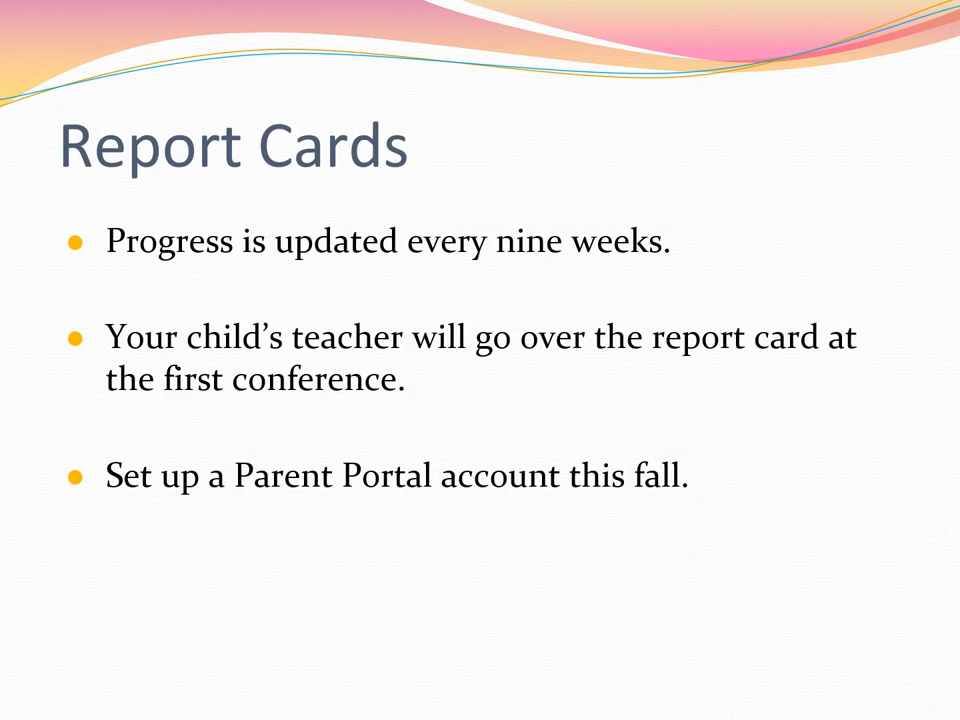 Report Cards
● Progress is updated every nine weeks.
● Your child’s teacher will go over the report card at
the first conference.
● Set up a Parent Portal account this fall.